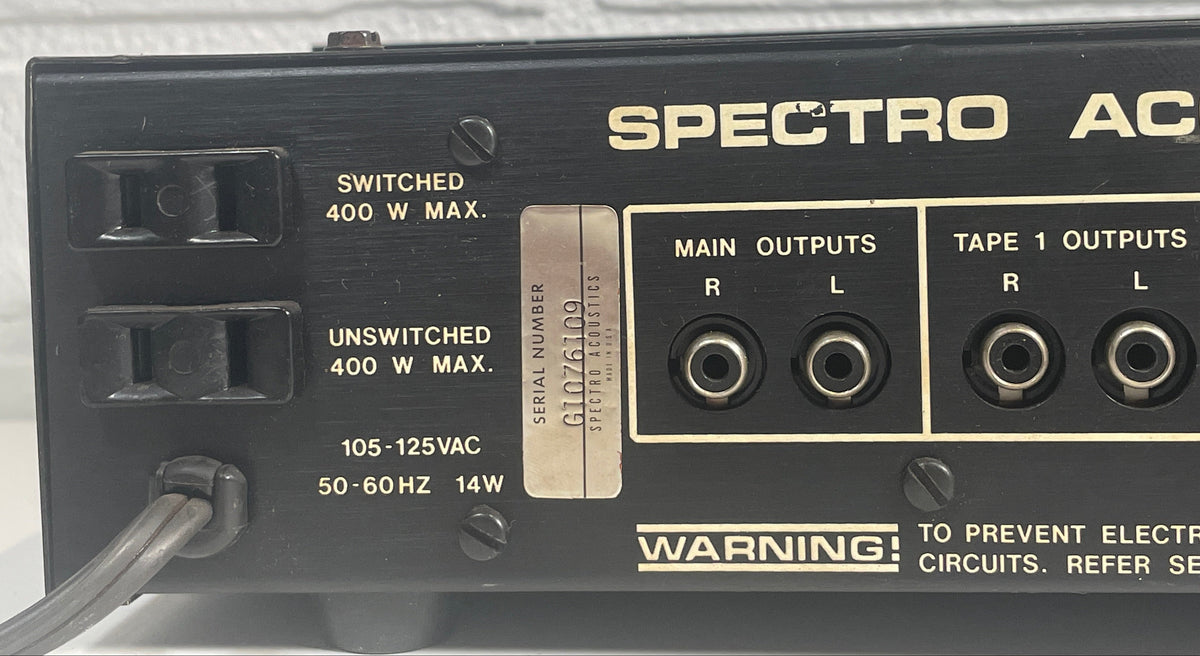 SPECTRO AC
SWITCHED
400 W MAX.
UNSWITCHED
400 W MAX.
105-125VAC
50-60HZ 14W
SERIAL NUMBER
G1076109
SPECTRO ACOUSTICS
MADE IN USA
MAIN OUTPUTS
R L
TAPE 1 OUTPUTS
R L
WARNING!
TO PREVENT ELECTR
CIRCUITS. REFER SE